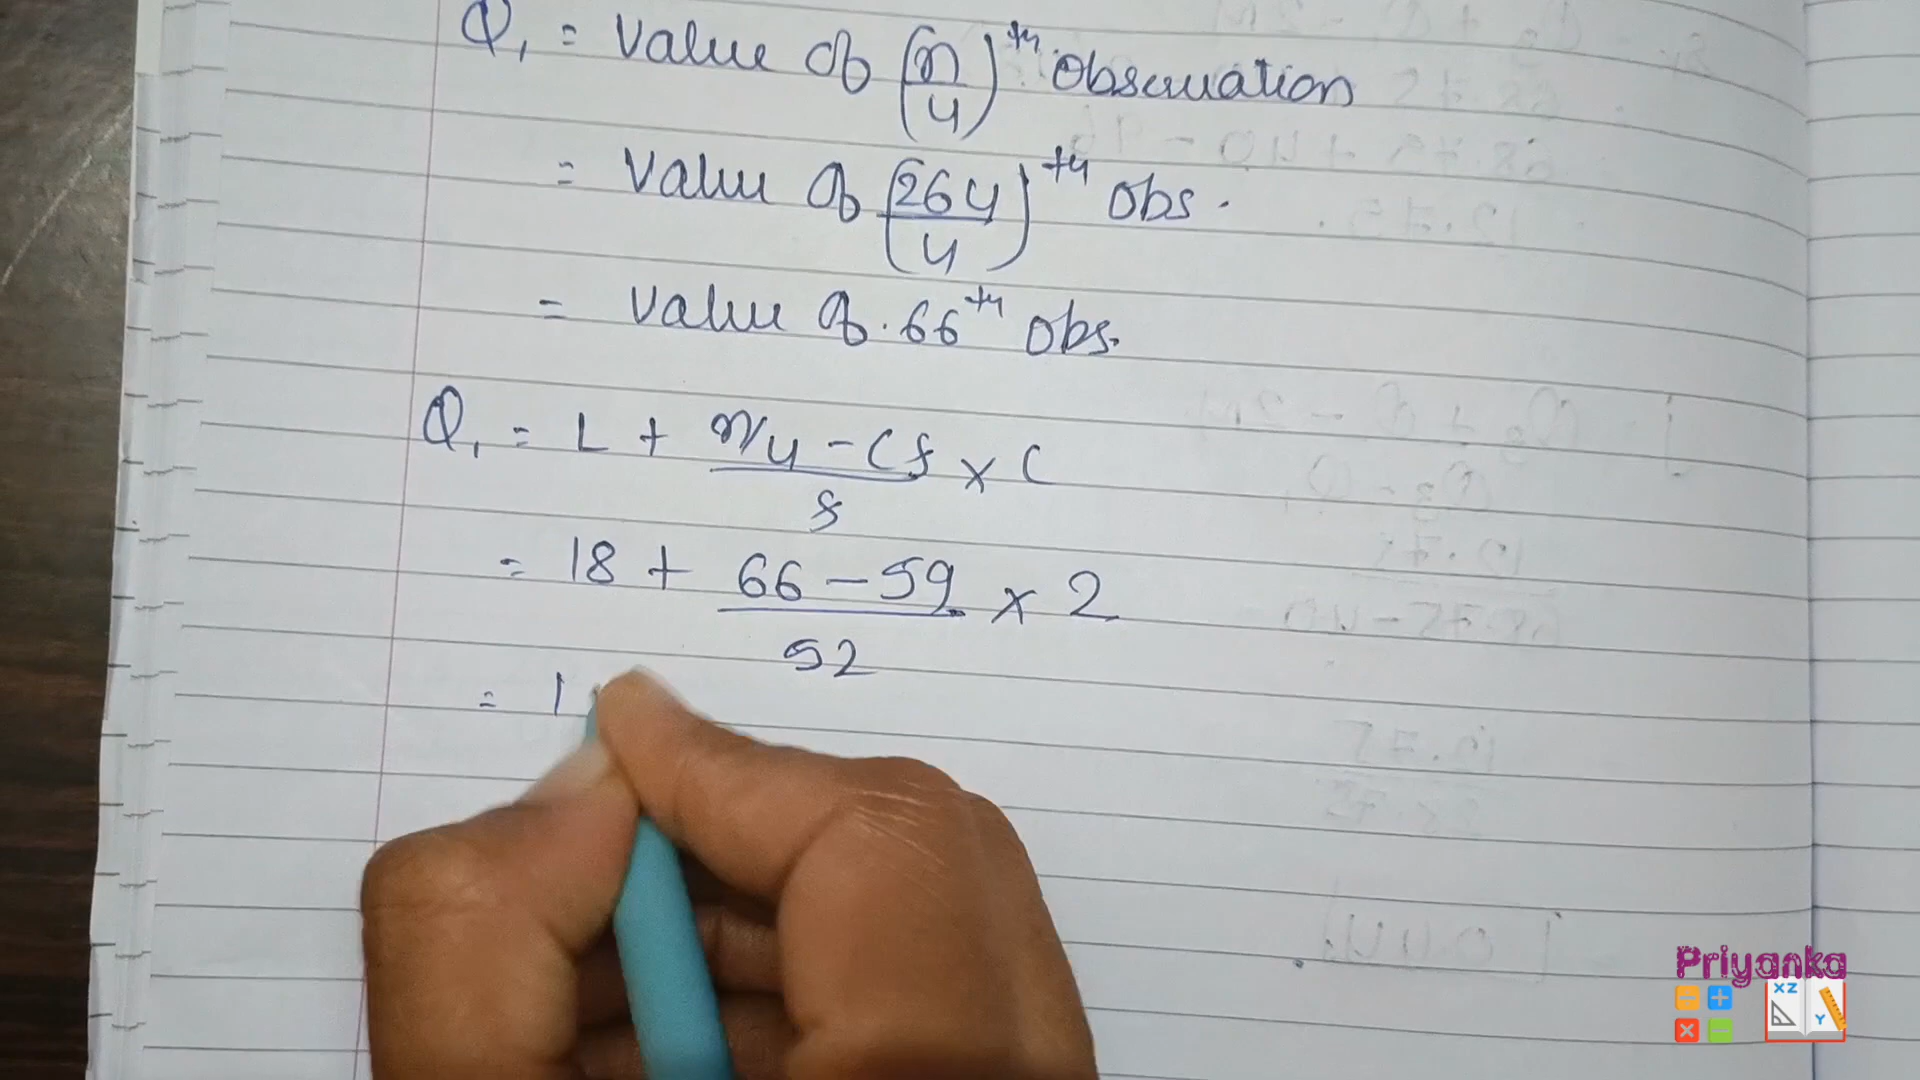 Q₁ = Value of (n/4)th Observation
= Value of (264/4)th Obs.
= Value of 66th Obs.
Q₁ = L + n/4 - Cf / f × C
= 18 + 66 - 59 / 52 × 2
= 1
Priyanka
XZ
Y